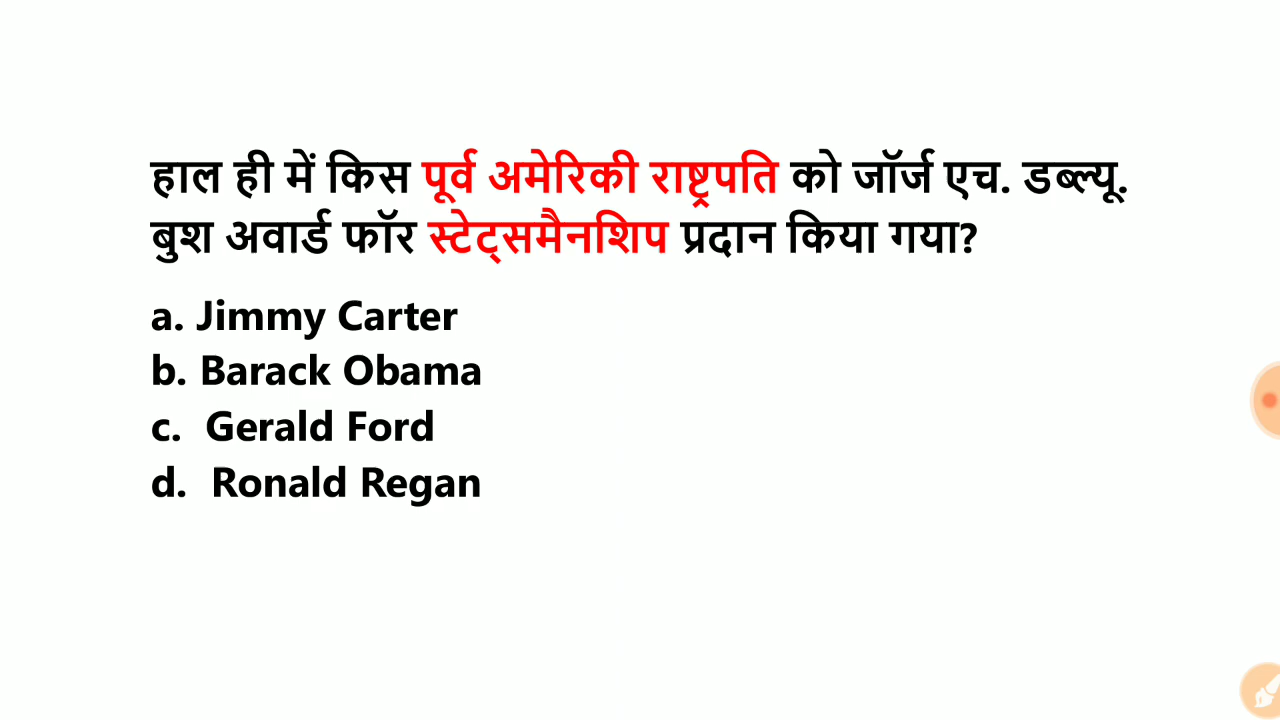 हाल ही में किस पूर्व अमेरिकी राष्ट्रपति को जॉर्ज एच. डब्ल्यू.
बुश अवार्ड फॉर स्टेट्समैनशिप प्रदान किया गया?
a. Jimmy Carter
b. Barack Obama
c. Gerald Ford
d. Ronald Regan